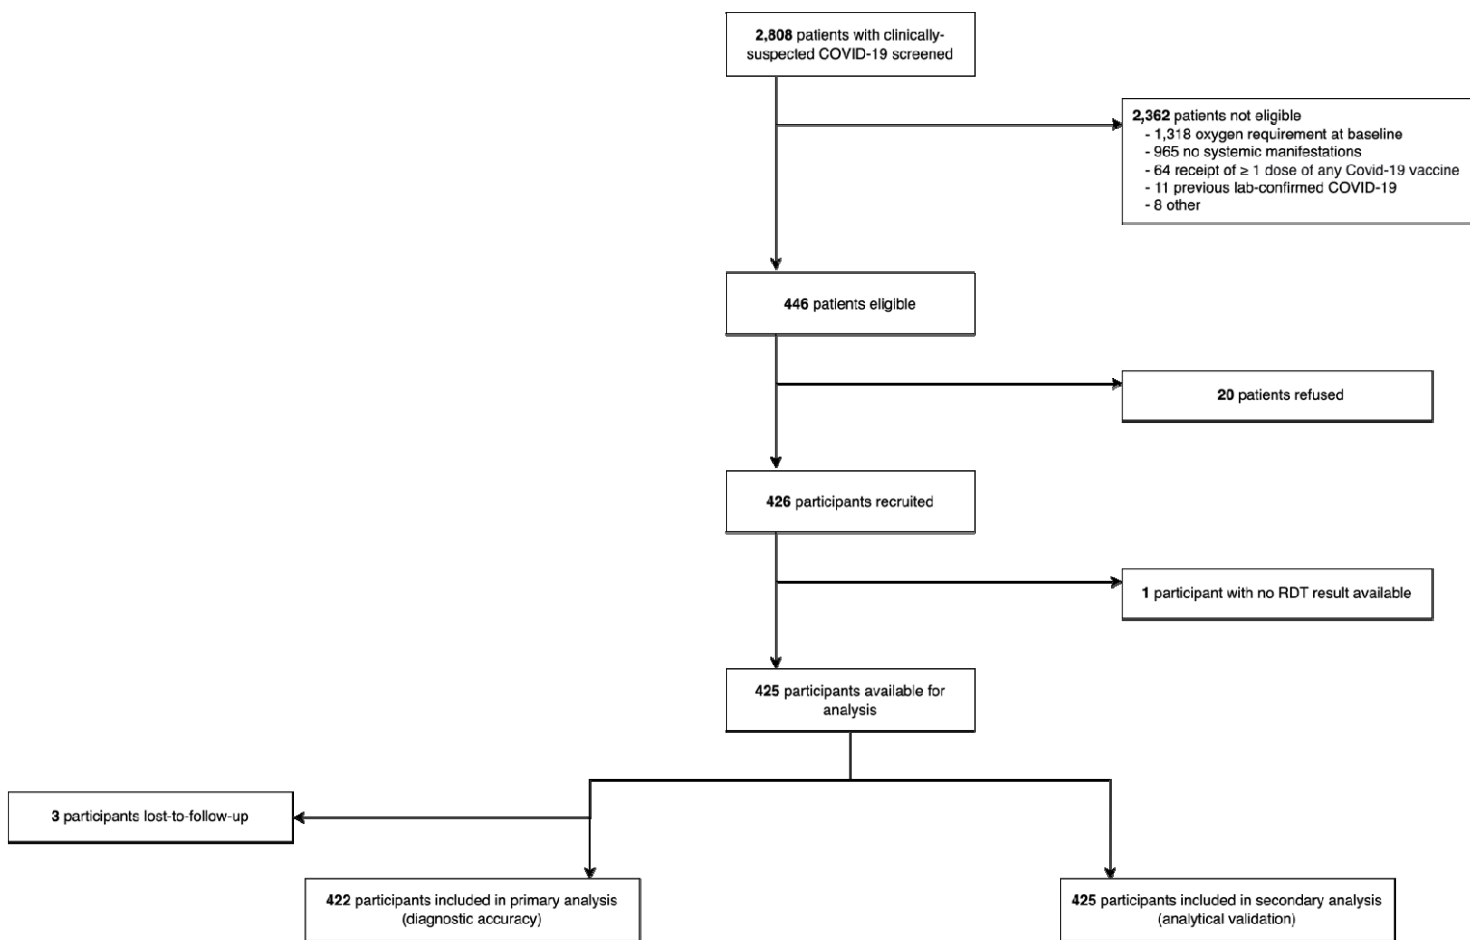 2,808 patients with clinically-
suspected COVID-19 screened
2,362 patients not eligible
- 1,318 oxygen requirement at baseline
- 965 no systemic manifestations
- 64 receipt of ≥ 1 dose of any Covid-19 vaccine
- 11 previous lab-confirmed COVID-19
- 8 other
446 patients eligible
20 patients refused
426 participants recruited
1 participant with no RDT result available
425 participants available for
analysis
3 participants lost-to-follow-up
422 participants included in primary analysis
(diagnostic accuracy)
425 participants included in secondary analysis
(analytical validation)